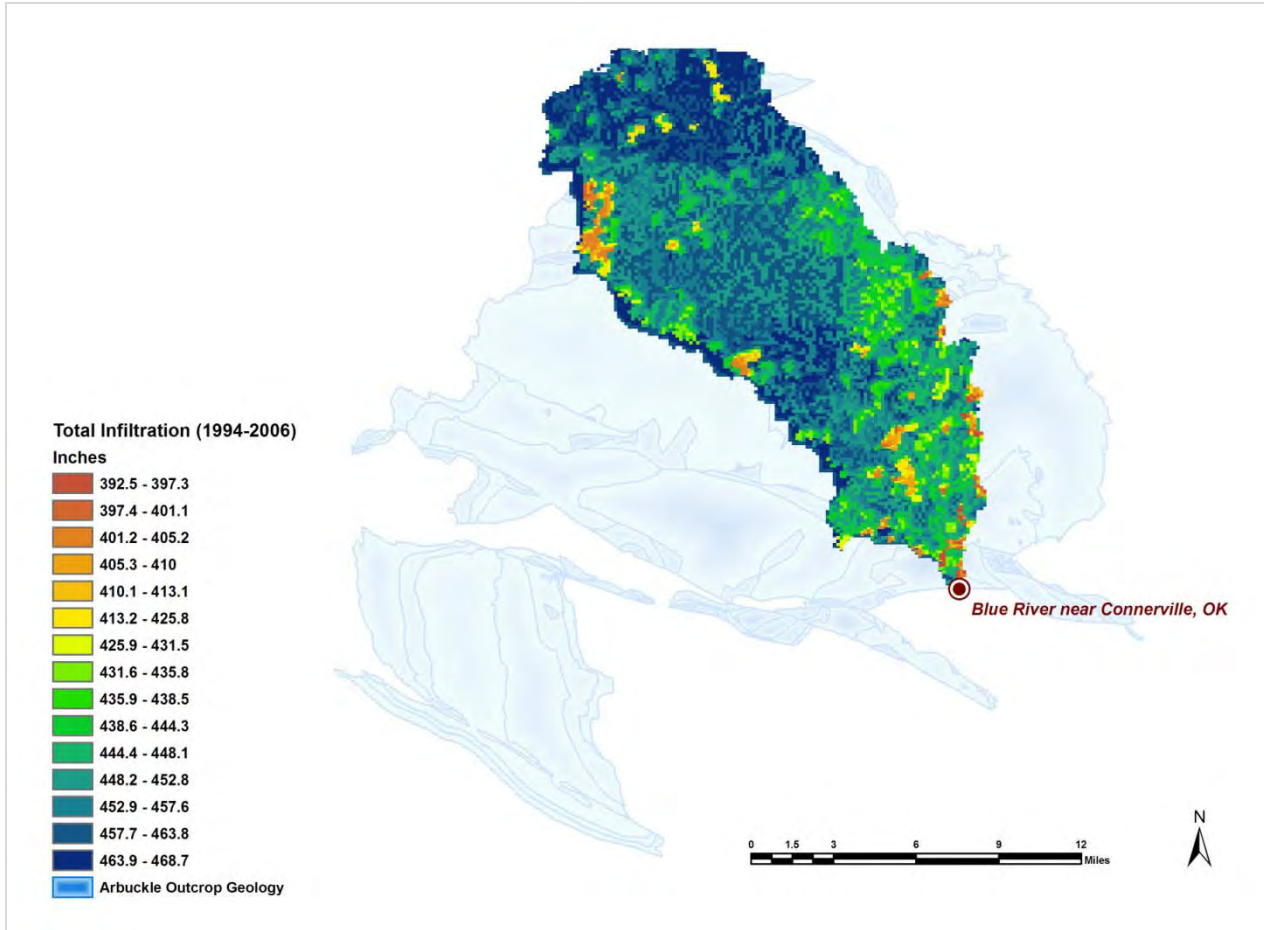 Total Infiltration (1994-2006)
Inches
392.5 - 397.3
397.4 - 401.1
401.2 - 405.2
405.3 - 410
410.1 - 413.1
413.2 - 425.8
425.9 - 431.5
431.6 - 435.8
435.9 - 438.5
438.6 - 444.3
444.4 - 448.1
448.2 - 452.8
452.9 - 457.6
457.7 - 463.8
463.9 - 468.7
Arbuckle Outcrop Geology
Blue River near Connerville, OK
0 1.5 3 6 9 12
Miles
N